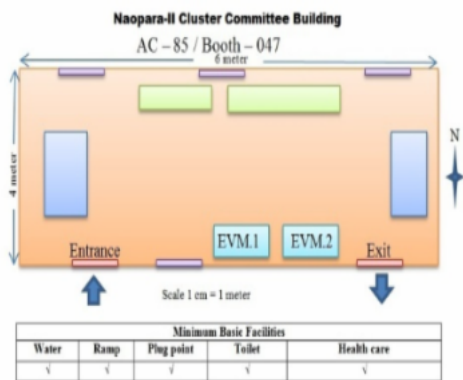 Naopara-II Cluster Committee Building
AC – 85 / Booth – 047
6 meter
4 meter
N
EVM.1
EVM.2
Entrance
Exit
Scale 1 cm = 1 meter
Minimum Basic Facilities
Water Ramp Plug point Toilet Health care
√ √ √ √ √